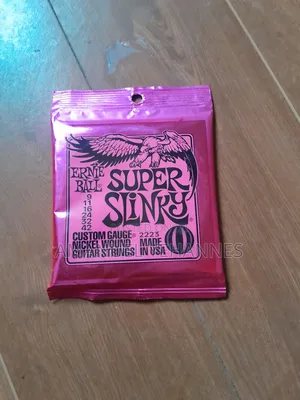 ERNIE BALL
SUPER SLINKY
9
11
16
24
32
42
CUSTOM GAUGE 2223
NICKEL WOUND MADE
GUITAR STRINGS IN USA